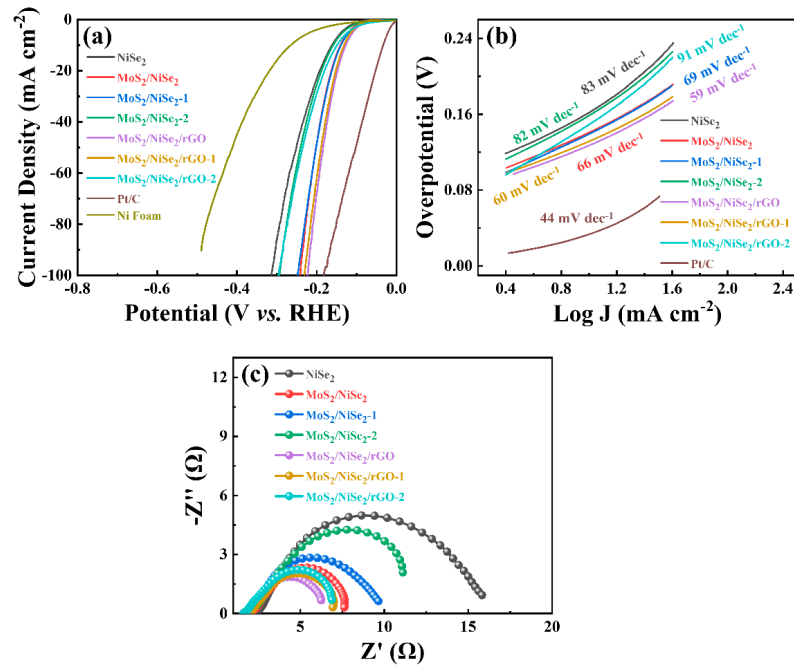 (a)
Current Density (mA cm⁻²)
0
-20
-40
-60
-80
-100
-0.8
-0.6
-0.4
-0.2
0.0
Potential (V vs. RHE)
NiSe₂
MoS₂/NiSe₂
MoS₂/NiSe₂-1
MoS₂/NiSe₂-2
MoS₂/NiSe₂/rGO
MoS₂/NiSe₂/rGO-1
MoS₂/NiSe₂/rGO-2
Pt/C
Ni Foam
(b)
Overpotential (V)
0.24
0.16
0.08
0.00
0.4
0.8
1.2
1.6
2.0
2.4
Log J (mA cm⁻²)
83 mV dec⁻¹
91 mV dec⁻¹
69 mV dec⁻¹
59 mV dec⁻¹
82 mV dec⁻¹
66 mV dec⁻¹
60 mV dec⁻¹
44 mV dec⁻¹
NiSe₂
MoS₂/NiSe₂
MoS₂/NiSe₂-1
MoS₂/NiSe₂-2
MoS₂/NiSe₂/rGO
MoS₂/NiSe₂/rGO-1
MoS₂/NiSe₂/rGO-2
Pt/C
(c)
-Z'' (Ω)
12
9
6
3
0
5
10
15
20
Z' (Ω)
NiSe₂
MoS₂/NiSe₂
MoS₂/NiSe₂-1
MoS₂/NiSe₂-2
MoS₂/NiSe₂/rGO
MoS₂/NiSe₂/rGO-1
MoS₂/NiSe₂/rGO-2